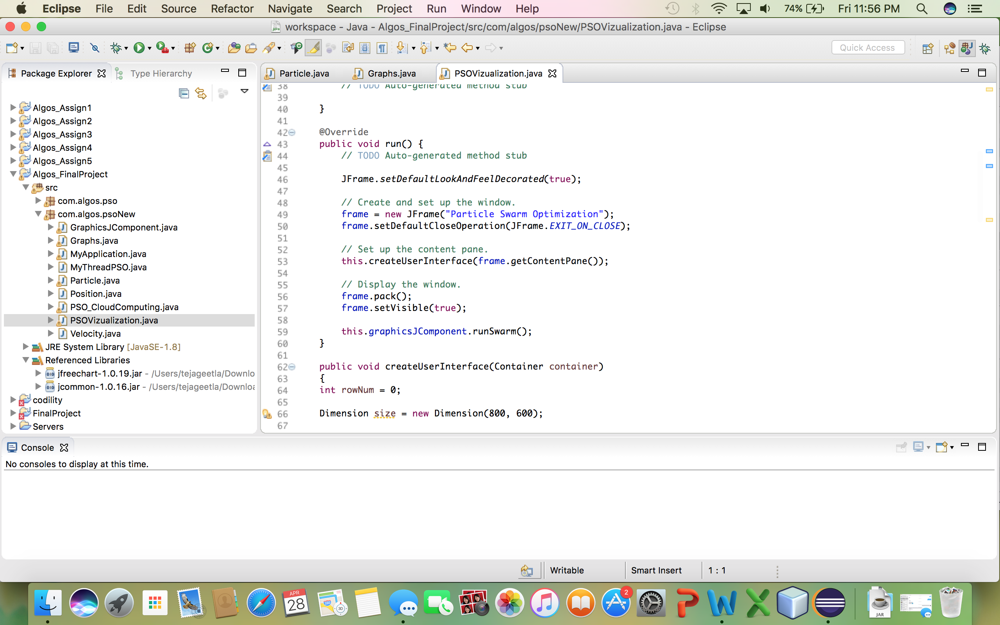 Eclipse File Edit Source Refactor Navigate Search Project Run Window Help 74% Fri 11:56 PM
workspace - Java - Algos_FinalProject/src/com/algos/psoNew/PSOVizualization.java - Eclipse
Quick Access
Package Explorer Type Hierarchy
Algos_Assign1
Algos_Assign2
Algos_Assign3
Algos_Assign4
Algos_Assign5
Algos_FinalProject
src
com.algos.pso
com.algos.psoNew
GraphicsJComponent.java
Graphs.java
MyApplication.java
MyThreadPSO.java
Particle.java
Position.java
PSO_CloudComputing.java
PSOVizualization.java
Velocity.java
JRE System Library [JavaSE-1.8]
Referenced Libraries
jfreechart-1.0.19.jar - /Users/tejageetla/Downlo
jcommon-1.0.16.jar - /Users/tejageetla/Downloa
codility
FinalProject
Servers
Particle.java Graphs.java PSOVizualization.java
38 // TODO Auto-generated method stub
39
40 }
41
42 @Override
43 public void run() {
44 // TODO Auto-generated method stub
45
46 JFrame.setDefaultLookAndFeelDecorated(true);
47
48 // Create and set up the window.
49 frame = new JFrame("Particle Swarm Optimization");
50 frame.setDefaultCloseOperation(JFrame.EXIT_ON_CLOSE);
51
52 // Set up the content pane.
53 this.createUserInterface(frame.getContentPane());
54
55 // Display the window.
56 frame.pack();
57 frame.setVisible(true);
58
59 this.graphicsJComponent.runSwarm();
60 }
61
62 public void createUserInterface(Container container)
63 {
64 int rowNum = 0;
65
66 Dimension size = new Dimension(800, 600);
67
Console
No consoles to display at this time.
Writable Smart Insert 1 : 1
APR
28
280
3D
2
JAR